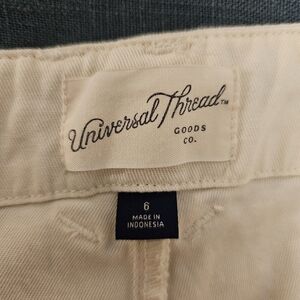 Universal Thread™
GOODS
CO.
6
MADE IN
INDONESIA